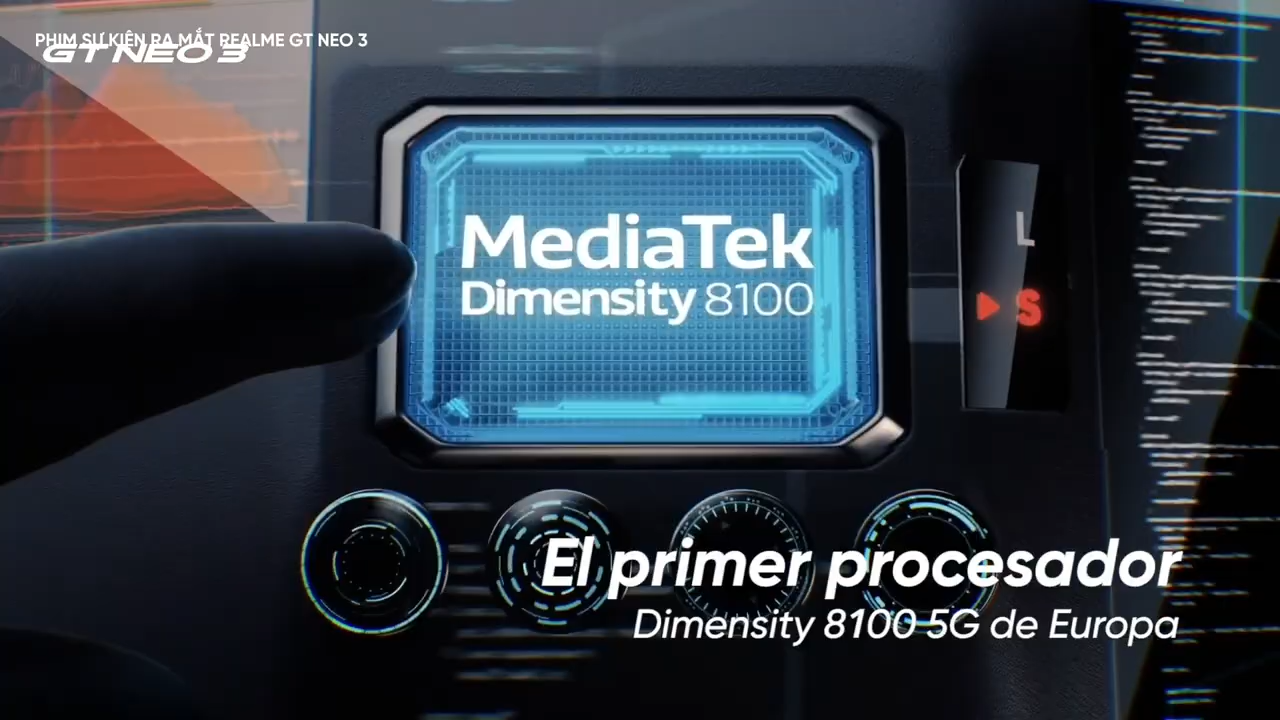 PHIM SỰ KIỆN RA MẮT REALME GT NEO 3
GT NEO 3
MediaTek
Dimensity 8100
L
S
El primer procesador
Dimensity 8100 5G de Europa